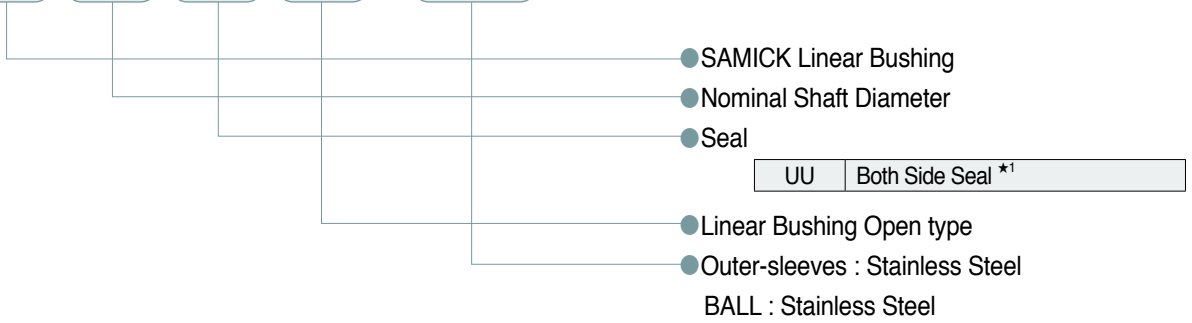 SAMICK Linear Bushing
Nominal Shaft Diameter
Seal
UU Both Side Seal ★1
Linear Bushing Open type
Outer-sleeves : Stainless Steel
BALL : Stainless Steel